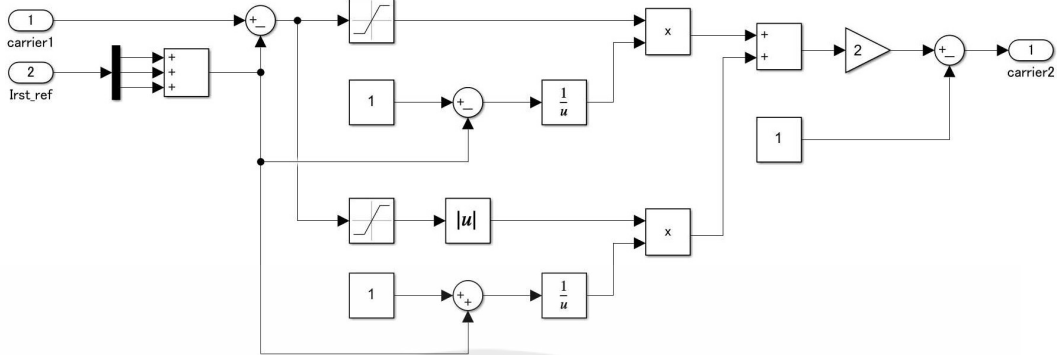 1
carrier1
2
Irst_ref
+
+
+
+
−
x
1
+
−
1
u
+
+
2
+
−
1
carrier2
1
|u|
x
1
+
+
1
u